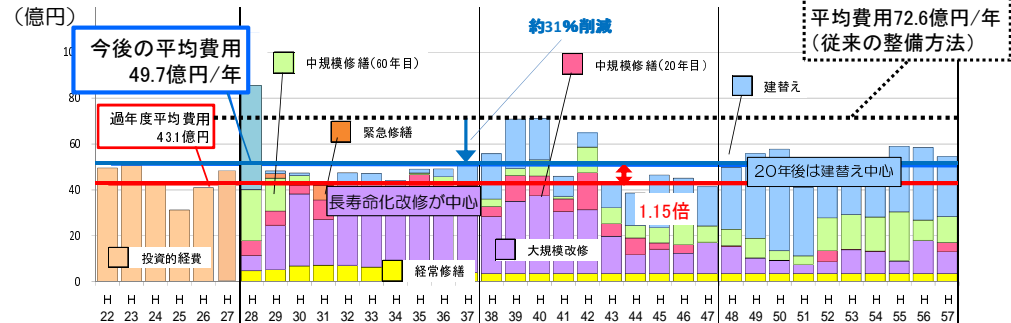 (億円)
今後の平均費用
49.7億円/年
過年度平均費用
43.1億円
約31%削減
平均費用72.6億円/年
(従来の整備方法)
中規模修繕(60年目)
中規模修繕(20年目)
建替え
緊急修繕
長寿命化改修が中心
20年後は建替え中心
1.15倍
投資的経費
経常修繕
大規模改修
80
60
40
20
0
H H H H H H H H H H H H H H H H H H H H H H H H H H H H H H H H H H H H
22 23 24 25 26 27 28 29 30 31 32 33 34 35 36 37 38 39 40 41 42 43 44 45 46 47 48 49 50 51 52 53 54 55 56 57